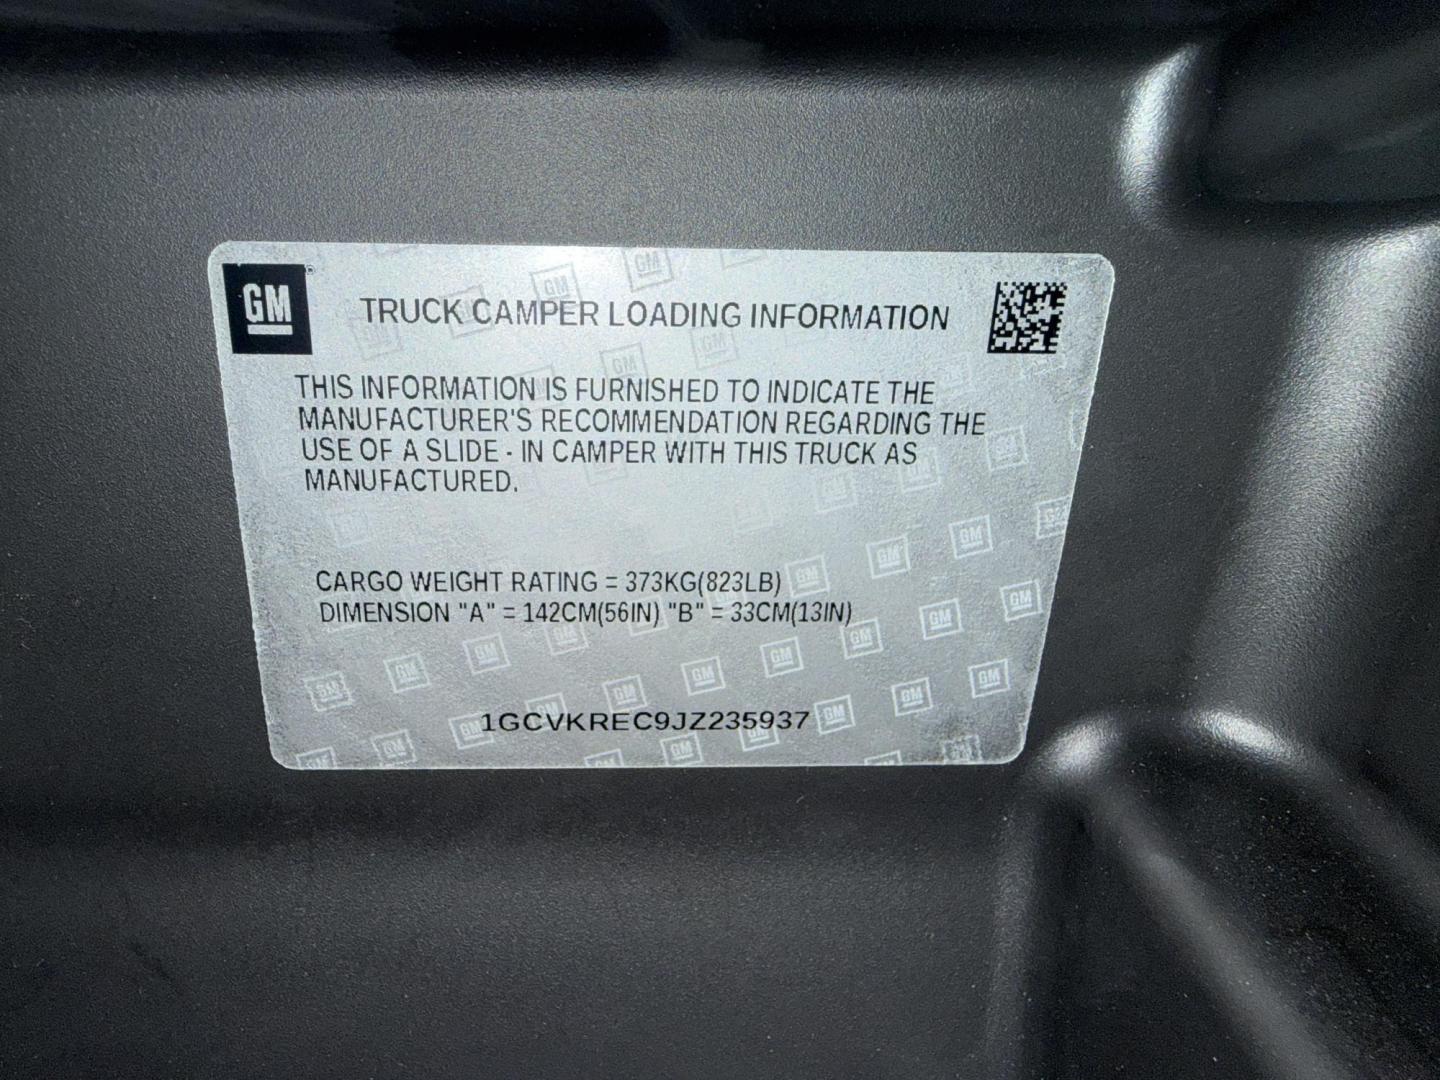 GM
TRUCK CAMPER LOADING INFORMATION
THIS INFORMATION IS FURNISHED TO INDICATE THE
MANUFACTURER'S RECOMMENDATION REGARDING THE
USE OF A SLIDE - IN CAMPER WITH THIS TRUCK AS
MANUFACTURED.
CARGO WEIGHT RATING = 373KG(823LB)
DIMENSION "A" = 142CM(56IN) "B" = 33CM(13IN)
1GCVKREC9JZ235937